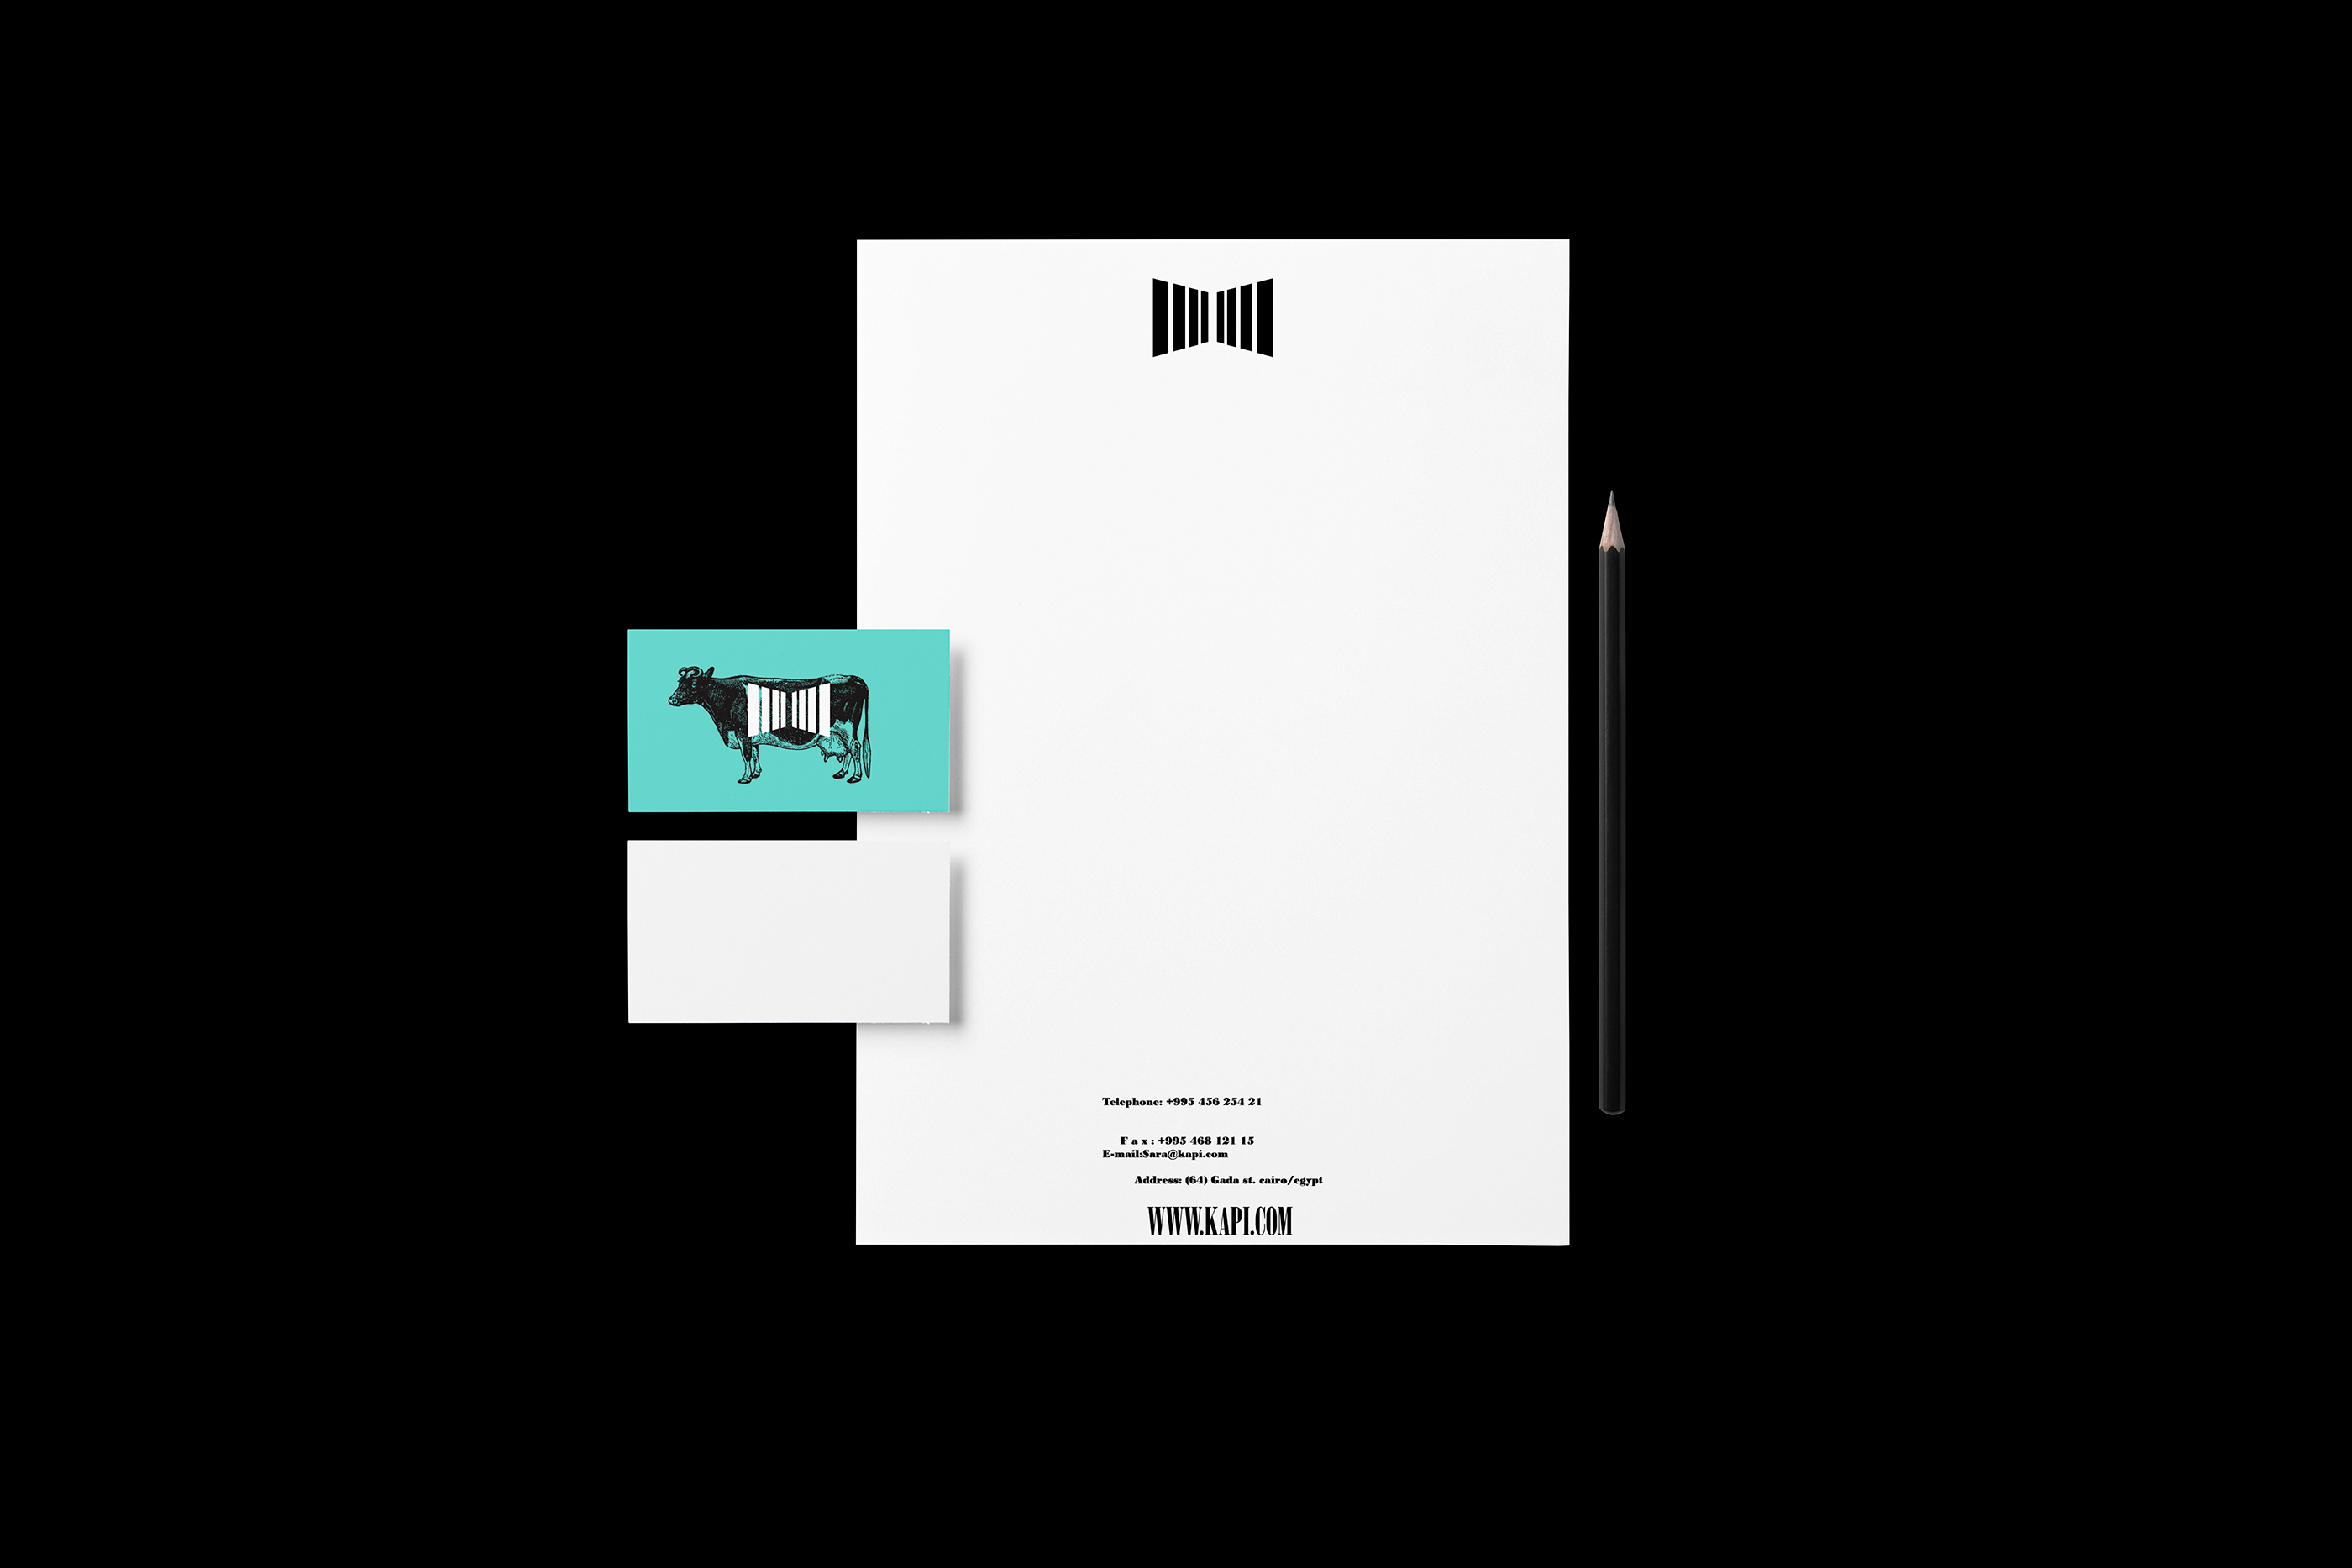 Telephone: +995 456 254 21
Fax: +995 468 121 15
E-mail:Sara@kapi.com
Address: (64) Gada st. cairo/egypt
WWW.KAPI.COM